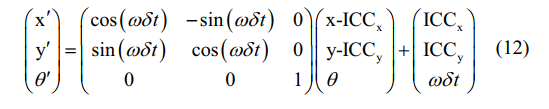 x′ = cos(ωδt) −sin(ωδt) 0 x-ICCx + ICCx
y′ sin(ωδt) cos(ωδt) 0 y-ICCy ICCy (12)
θ′ 0 0 1 θ ωδt